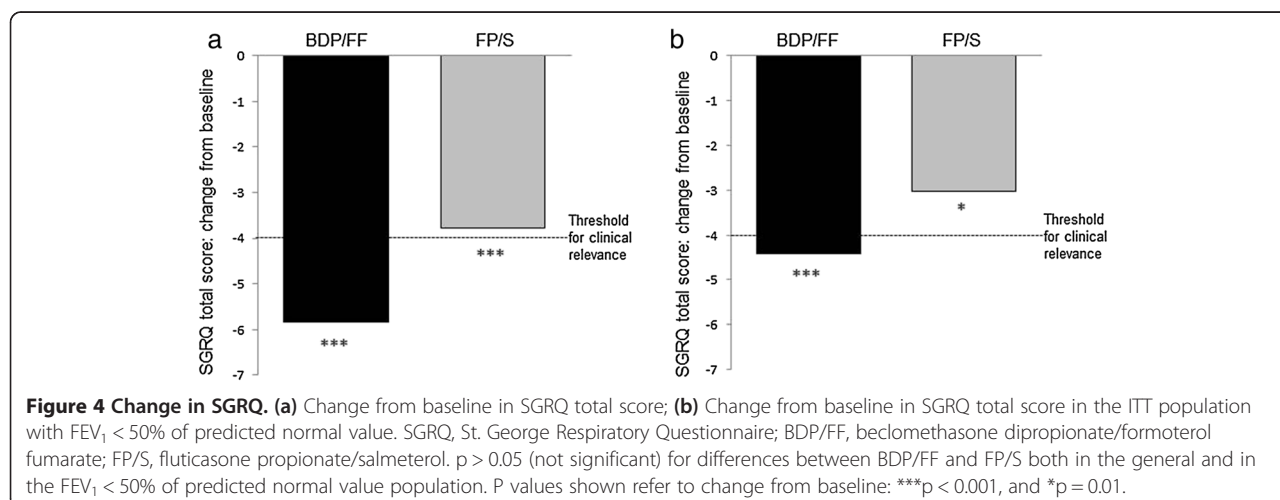 a
BDP/FF FP/S
0
-1
-2
-3
-4
-5
-6
-7
SGRQ total score: change from baseline
***
***
Threshold
for clinical
relevance
b
BDP/FF FP/S
0
-1
-2
-3
-4
-5
-6
-7
SGRQ total score: change from baseline
***
*
Threshold
for clinical
relevance
Figure 4 Change in SGRQ. (a) Change from baseline in SGRQ total score; (b) Change from baseline in SGRQ total score in the ITT population
with FEV₁ < 50% of predicted normal value. SGRQ, St. George Respiratory Questionnaire; BDP/FF, beclomethasone dipropionate/formoterol
fumarate; FP/S, fluticasone propionate/salmeterol. p > 0.05 (not significant) for differences between BDP/FF and FP/S both in the general and in
the FEV₁ < 50% of predicted normal value population. P values shown refer to change from baseline: ***p < 0.001, and *p = 0.01.